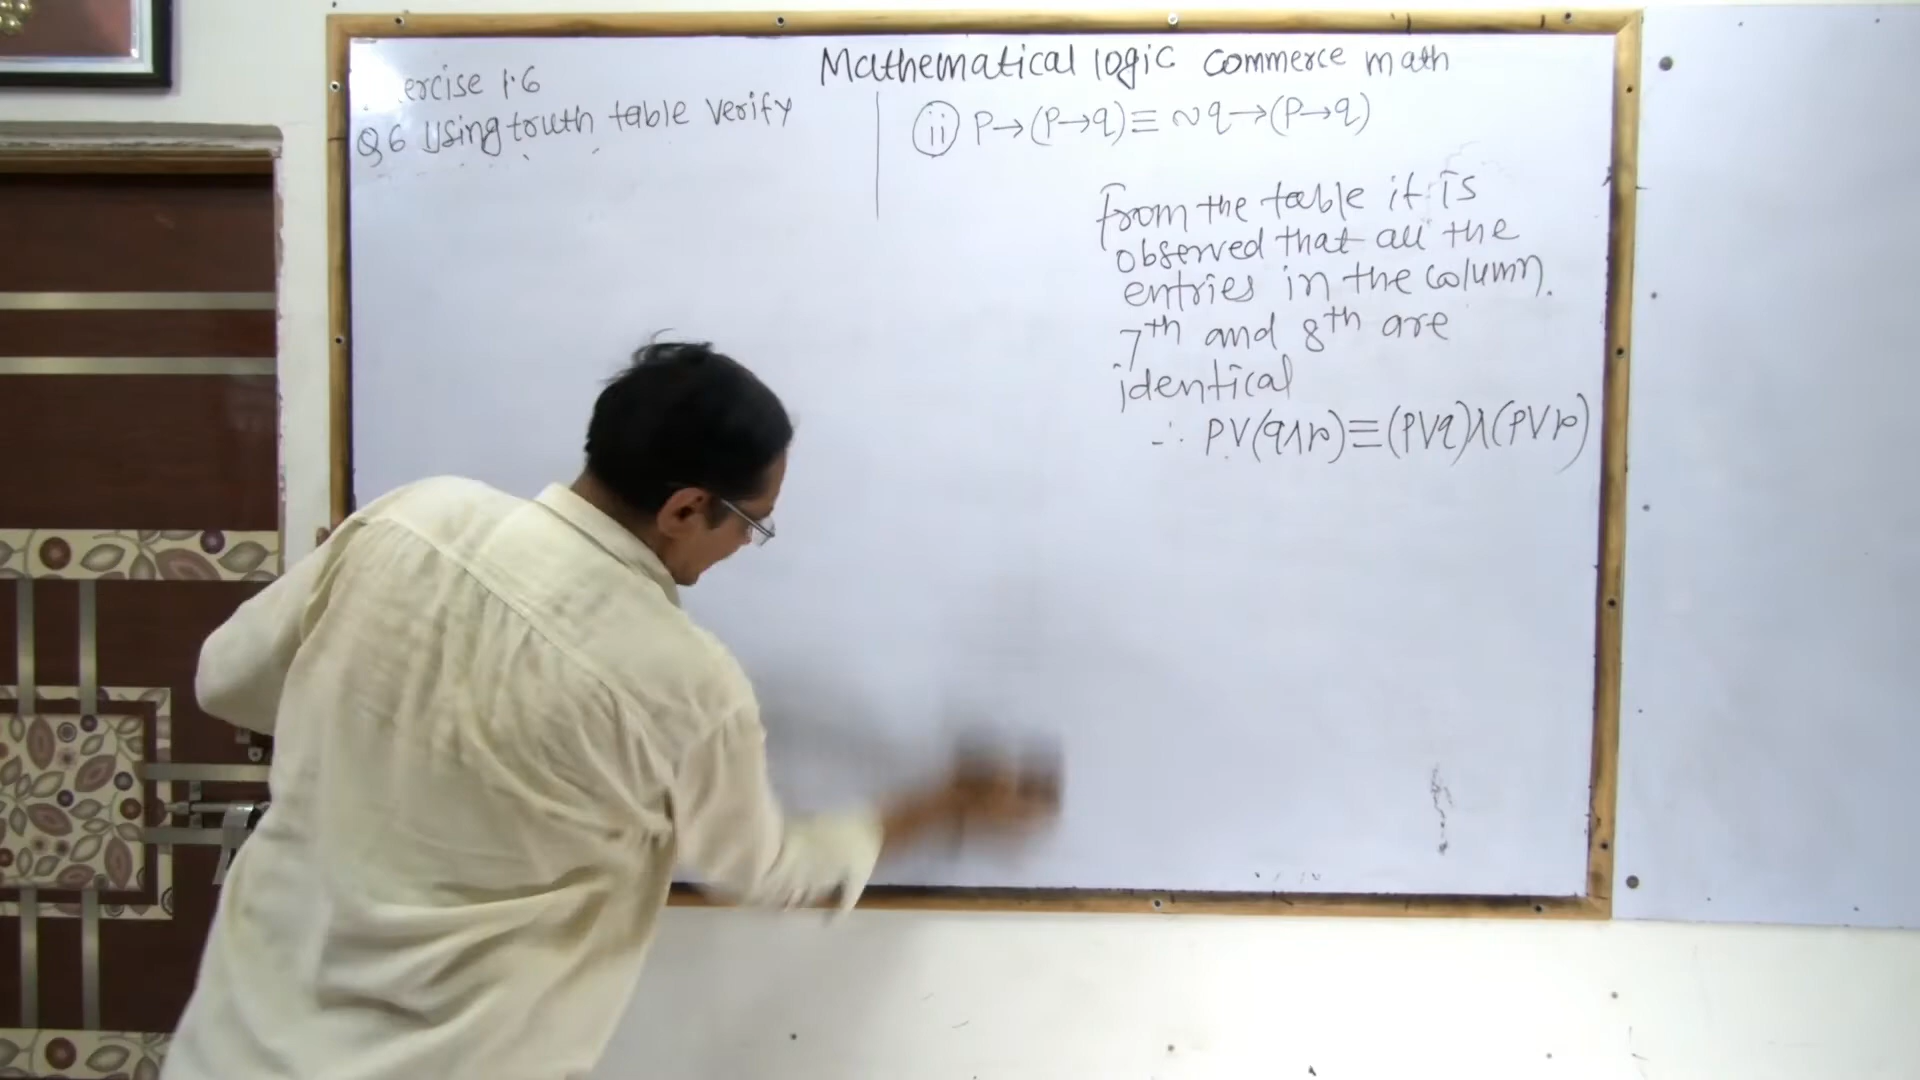 Mathematical logic commerce math
ercise 1.6
Q6 Using truth table verify
(ii) P→(P→q)≡ ~q→(P→q)
from the table it is
observed that all the
entries in the column.
7th and 8th are
identical
∴ PV(q∧r)≡(PVq)∧(PVr)